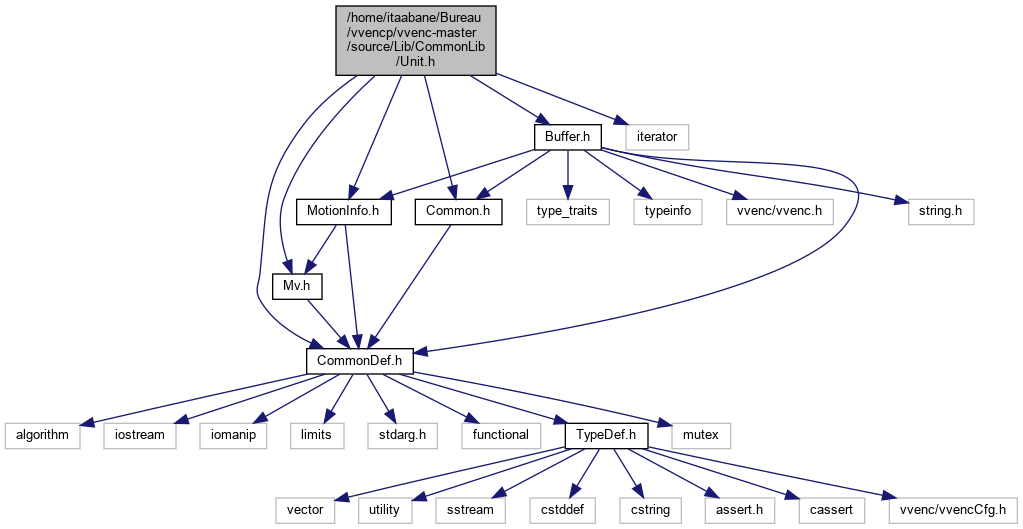 /home/itaabane/Bureau
/vvencp/vvenc-master
/source/Lib/CommonLib
/Unit.h
Buffer.h
iterator
MotionInfo.h
Common.h
type_traits
typeinfo
vvenc/vvenc.h
string.h
Mv.h
CommonDef.h
algorithm
iostream
iomanip
limits
stdarg.h
functional
TypeDef.h
mutex
vector
utility
sstream
cstddef
cstring
assert.h
cassert
vvenc/vvencCfg.h